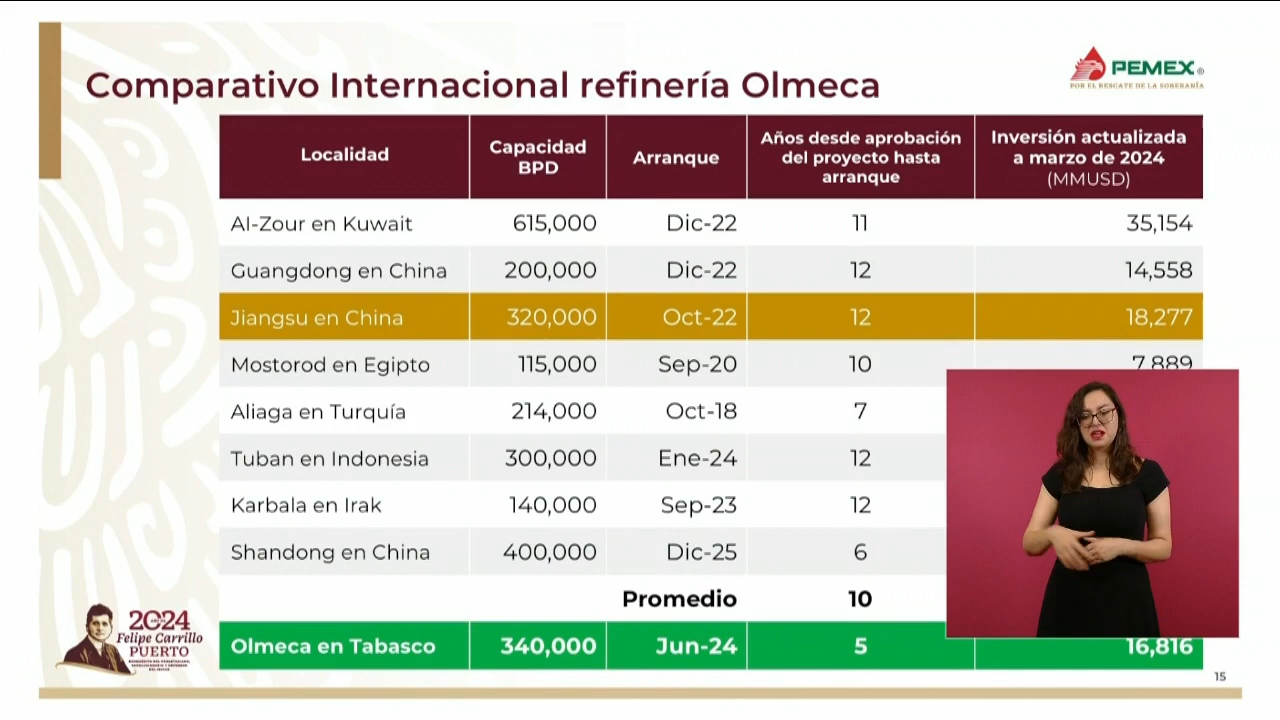 Comparativo Internacional refinería Olmeca
PEMEX®
POR EL RESCATE DE LA SOBERANÍA
Localidad | Capacidad BPD | Arranque | Años desde aprobación del proyecto hasta arranque | Inversión actualizada a marzo de 2024 (MMUSD)
Al-Zour en Kuwait 615,000 Dic-22 11 35,154
Guangdong en China 200,000 Dic-22 12 14,558
Jiangsu en China 320,000 Oct-22 12 18,277
Mostorod en Egipto 115,000 Sep-20 10 7,889
Aliaga en Turquía 214,000 Oct-18 7
Tuban en Indonesia 300,000 Ene-24 12
Karbala en Irak 140,000 Sep-23 12
Shandong en China 400,000 Dic-25 6
Promedio 10
Olmeca en Tabasco 340,000 Jun-24 5 16,816
2024
Felipe Carrillo
PUERTO
15